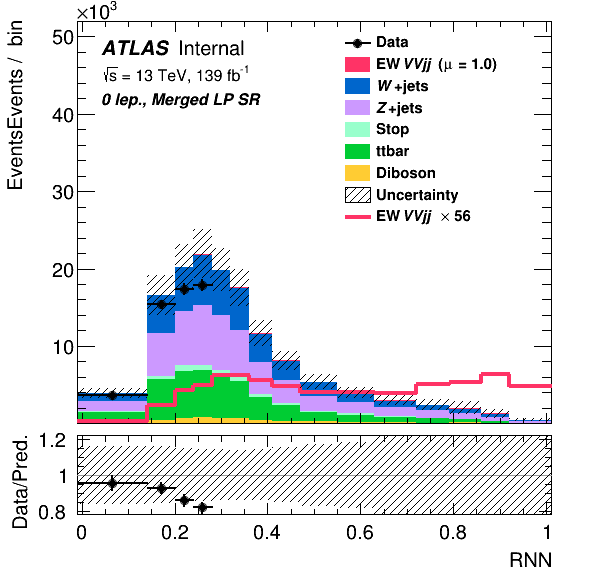 ×10³
EventsEvents / bin
50
40
30
20
10
ATLAS Internal
√s = 13 TeV, 139 fb⁻¹
0 lep., Merged LP SR
Data
EW VVjj (μ = 1.0)
W+jets
Z+jets
Stop
ttbar
Diboson
Uncertainty
EW VVjj × 56
Data/Pred.
1.2
1
0.8
0 0.2 0.4 0.6 0.8 1
RNN